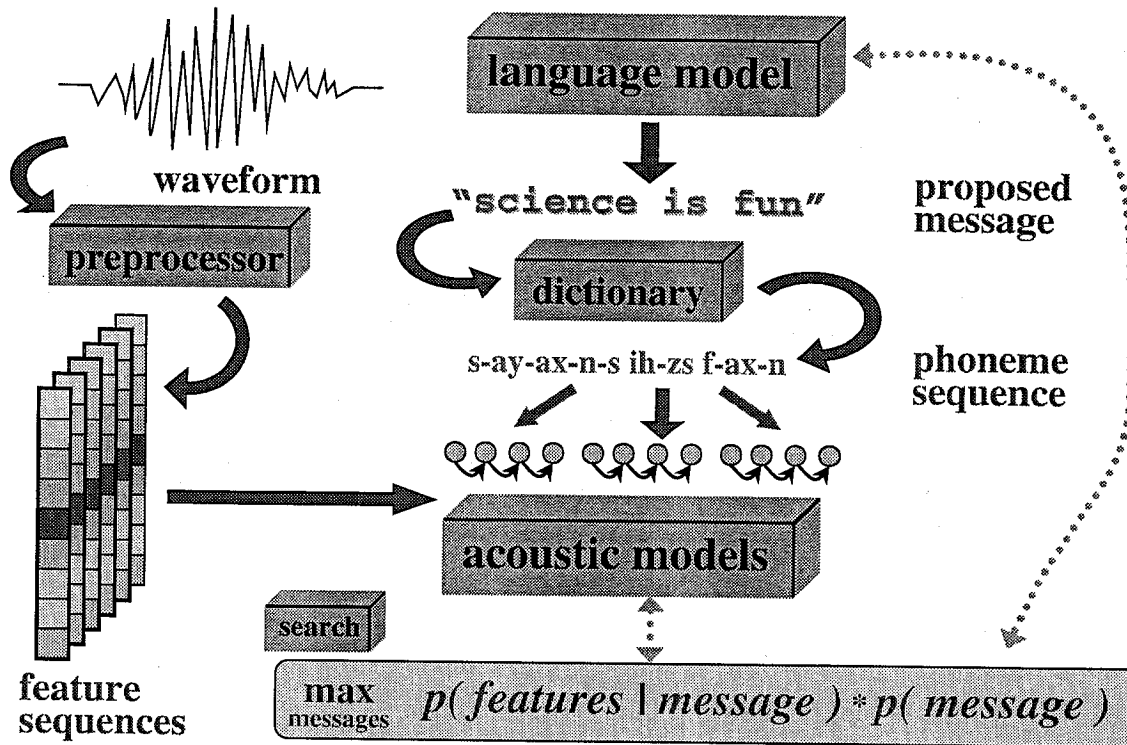 language model
waveform
"science is fun"
proposed
message
preprocessor
dictionary
s-ay-ax-n-s ih-zs f-ax-n
phoneme
sequence
acoustic models
search
feature
sequences
max
messages
p( features | message ) * p( message )